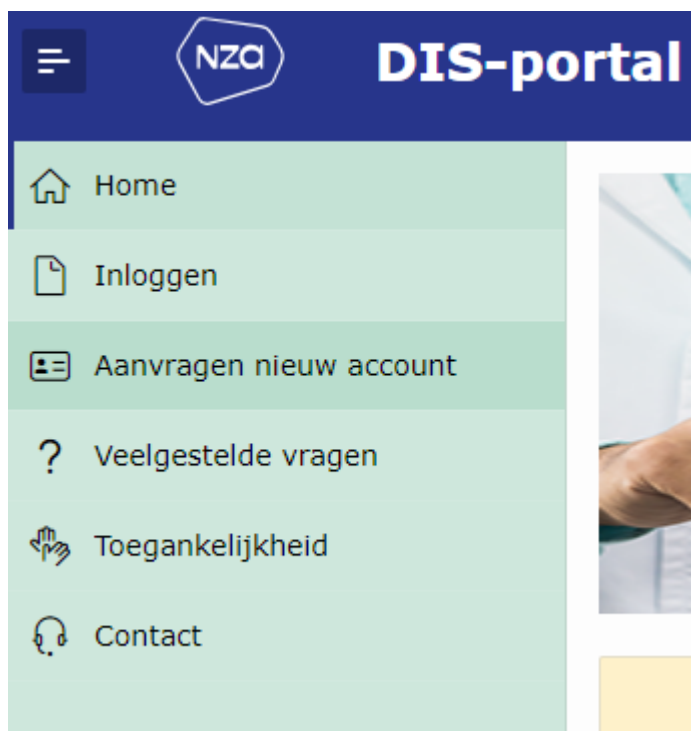 NZa
DIS-portal
Home
Inloggen
Aanvragen nieuw account
Veelgestelde vragen
Toegankelijkheid
Contact